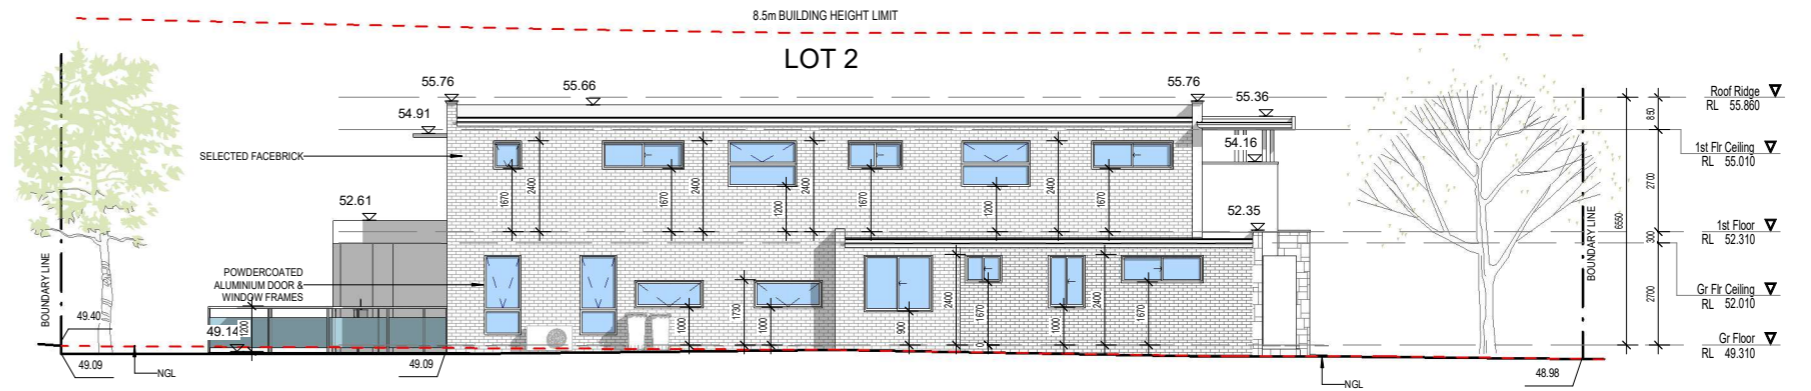 8.5m BUILDING HEIGHT LIMIT
LOT 2
55.76
55.66
55.76
55.36
54.91
54.16
52.61
52.35
SELECTED FACEBRICK
POWDERCOATED
ALUMINIUM DOOR &
WINDOW FRAMES
1670
2400
1670
2400
1200
2400
1670
1200
2400
1670
1000
1730
1000
900
2400
1670
0
1000
2400
1670
BOUNDARY LINE
49.40
49.14
1200
49.09
NGL
49.09
NGL
48.98
BOUNDARY LINE
6550
850
2700
300
2700
Roof Ridge
RL 55.860
1st Flr Ceiling
RL 55.010
1st Floor
RL 52.310
Gr Flr Ceiling
RL 52.010
Gr Floor
RL 49.310